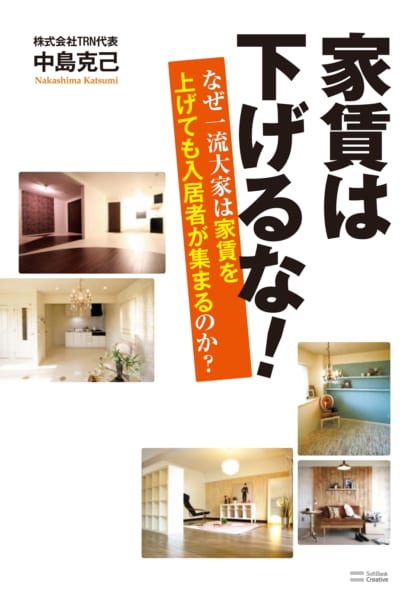 株式会社TRN代表
中島克己
Nakashima Katsumi
家賃は
下げるな！
なぜ一流大家は家賃を
上げても入居者が集まるのか？
SoftBank
Creative